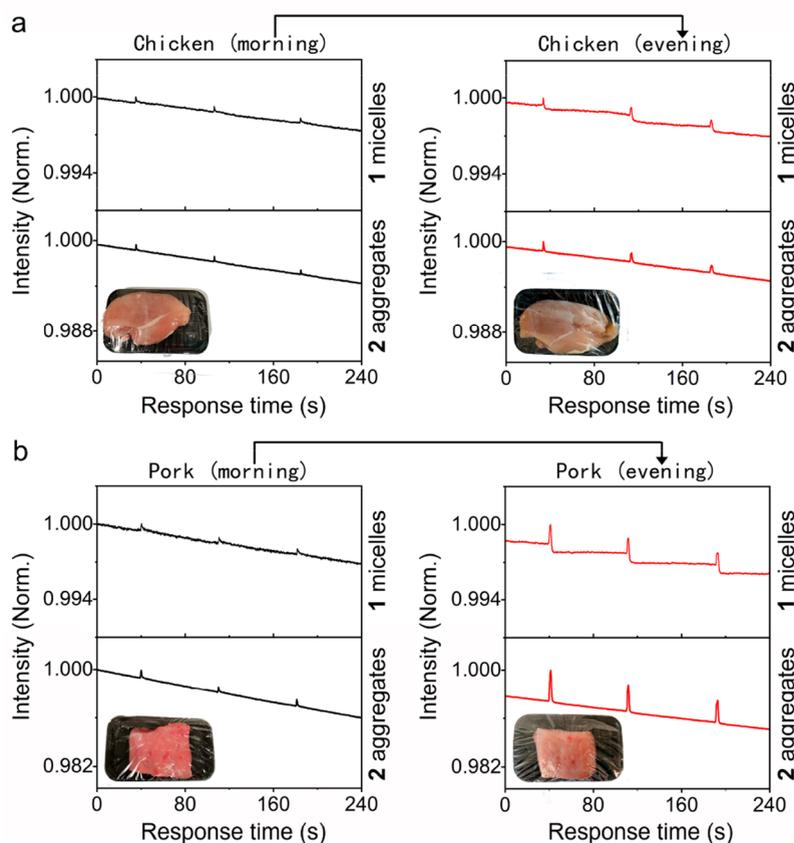 a
Chicken (morning)
Chicken (evening)
Intensity (Norm.)
1.000
0.994
1 micelles
1.000
0.988
2 aggregates
0 80 160 240
Response time (s)
Intensity (Norm.)
1.000
0.994
1 micelles
1.000
0.988
2 aggregates
0 80 160 240
Response time (s)
b
Pork (morning)
Pork (evening)
Intensity (Norm.)
1.000
0.994
1 micelles
1.000
0.982
2 aggregates
0 80 160 240
Response time (s)
Intensity (Norm.)
1.000
0.994
1 micelles
1.000
0.982
2 aggregates
0 80 160 240
Response time (s)